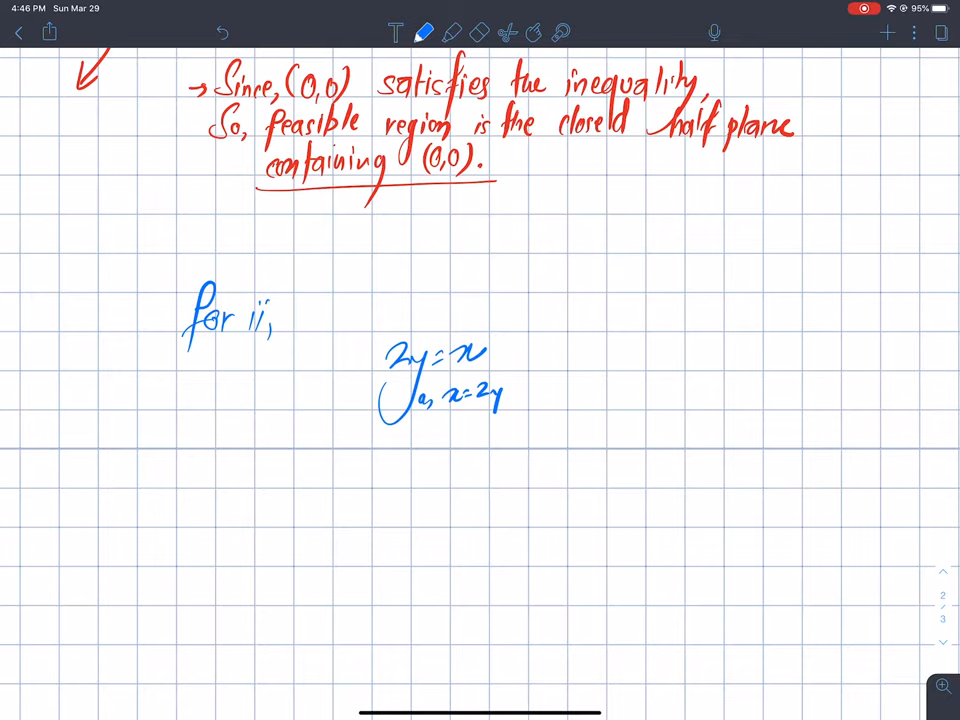 4:46 PM Sun Mar 29
95%
T
→ Since, (0,0) satisfies the inequality,
So, feasible region is the closed half plane
containing (0,0).
for ii,
2y=x
a, x=2y
2
/
3